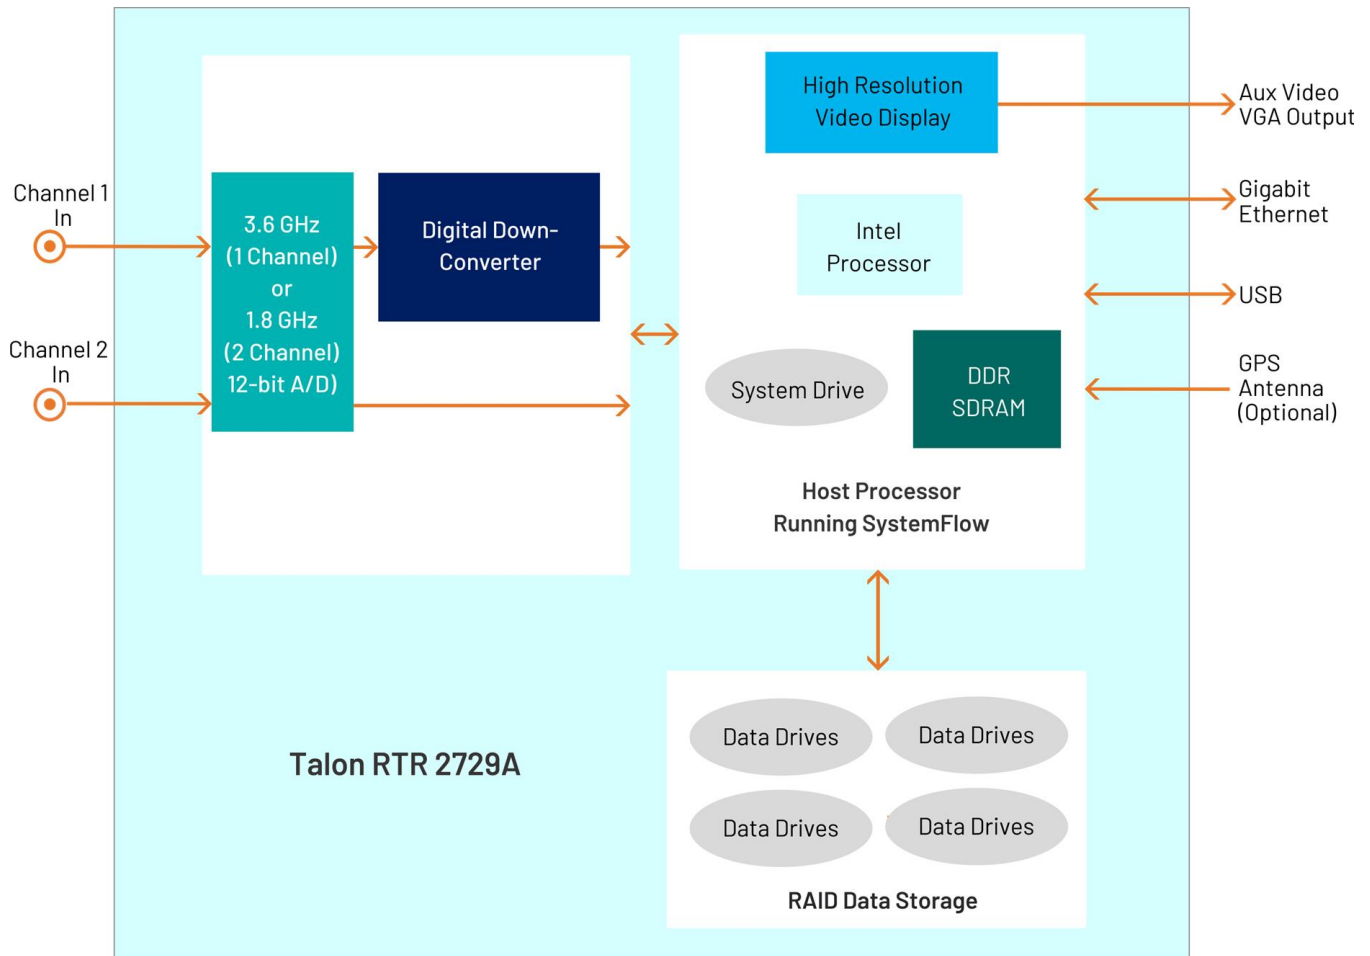 High Resolution
Video Display
Aux Video
VGA Output
Channel 1
In
3.6 GHz
(1 Channel)
or
1.8 GHz
(2 Channel)
12-bit A/D)
Digital Down-
Converter
Intel
Processor
Gigabit
Ethernet
USB
Channel 2
In
System Drive
DDR
SDRAM
GPS
Antenna
(Optional)
Host Processor
Running SystemFlow
Talon RTR 2729A
Data Drives
Data Drives
Data Drives
Data Drives
RAID Data Storage